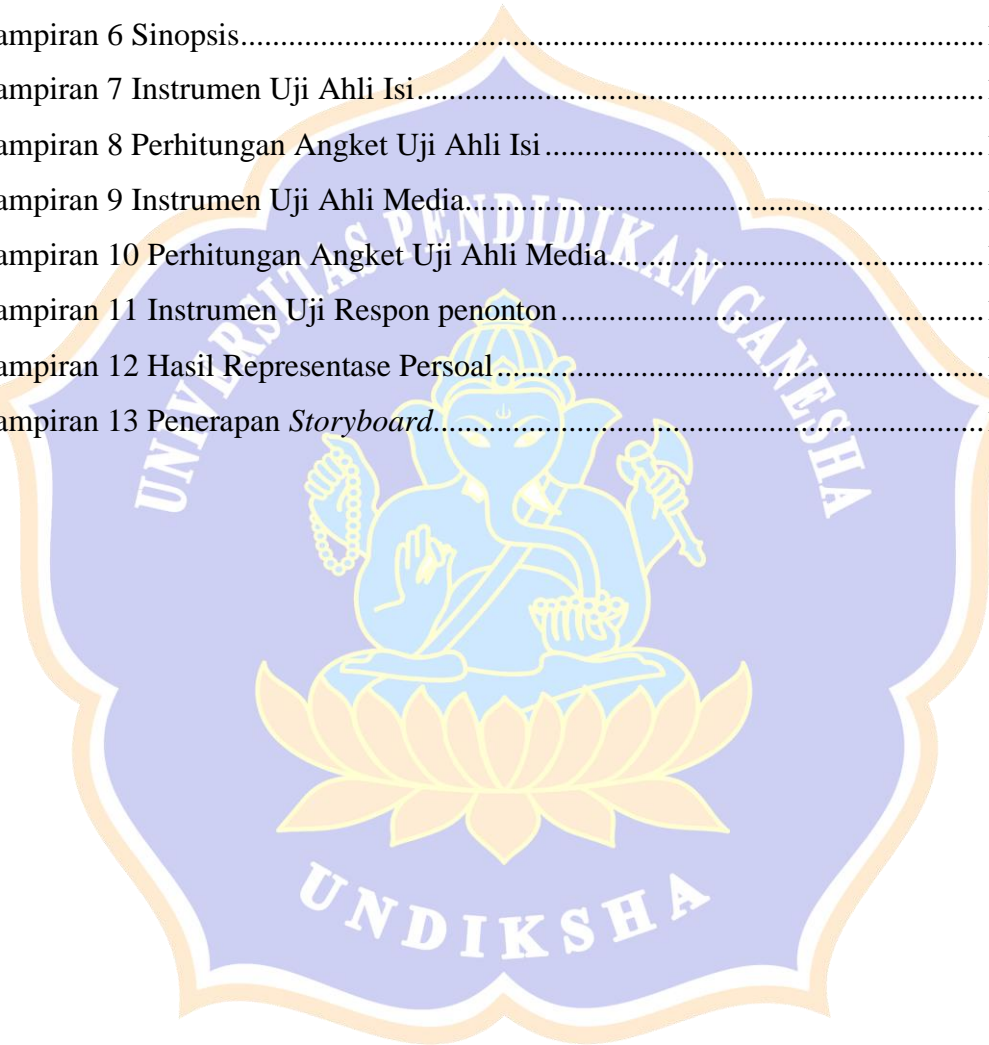 ampiran 6 Sinopsis
ampiran 7 Instrumen Uji Ahli Isi
ampiran 8 Perhitungan Angket Uji Ahli Isi
ampiran 9 Instrumen Uji Ahli Media
ampiran 10 Perhitungan Angket Uji Ahli Media
ampiran 11 Instrumen Uji Respon penonton
ampiran 12 Hasil Representase Persoal
ampiran 13 Penerapan Storyboard
UNIVERSITAS PENDIDIKAN GANESHA
UNDIKSHA